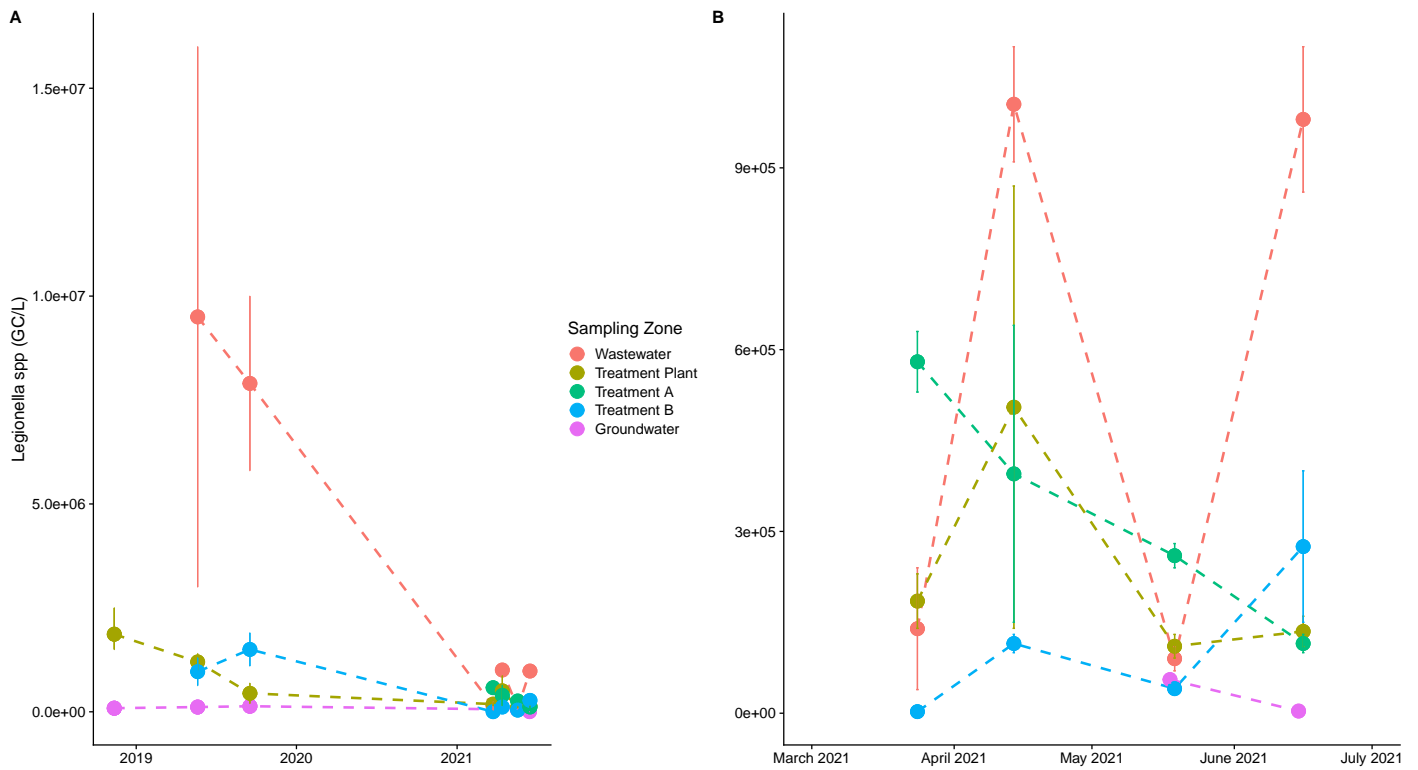 A
Legionella spp (GC/L)
1.5e+07
1.0e+07
5.0e+06
0.0e+00
2019
2020
2021
Sampling Zone
Wastewater
Treatment Plant
Treatment A
Treatment B
Groundwater
B
9e+05
6e+05
3e+05
0e+00
March 2021
April 2021
May 2021
June 2021
July 2021